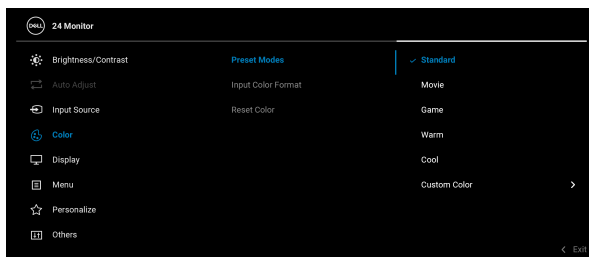 DELL 24 Monitor
Brightness/Contrast
Preset Modes
Standard
Auto Adjust
Input Color Format
Movie
Input Source
Reset Color
Game
Color
Warm
Display
Cool
Menu
Custom Color
Personalize
Others
Exit